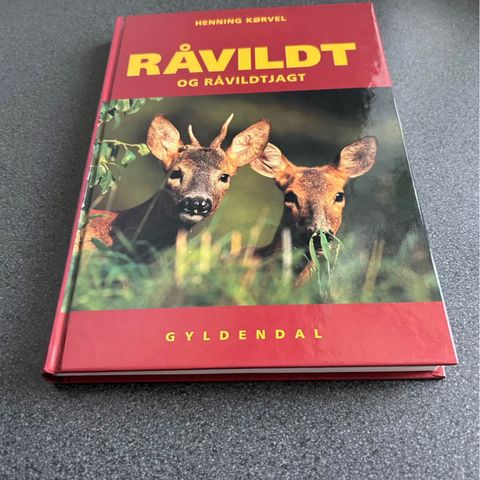 HENNING KØRVEL
RÅVILDT
OG RÅVILDTJAGT
GYLDENDAL